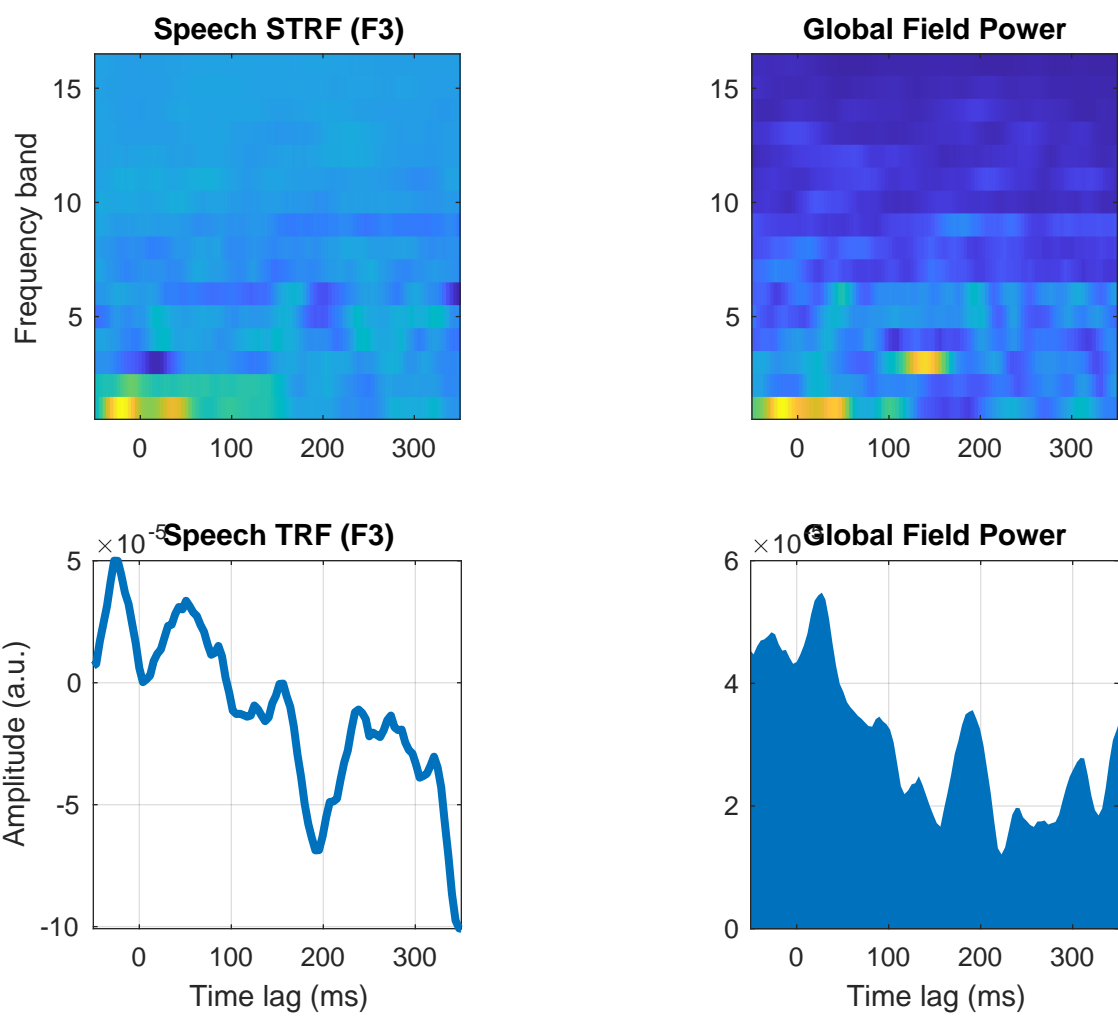 Speech STRF (F3)
Frequency band
15
10
5
0 100 200 300
Global Field Power
15
10
5
0 100 200 300
×10^-5
Speech TRF (F3)
Amplitude (a.u.)
5
0
-5
-10
0 100 200 300
Time lag (ms)
×10
Global Field Power
6
4
2
0
0 100 200 300
Time lag (ms)